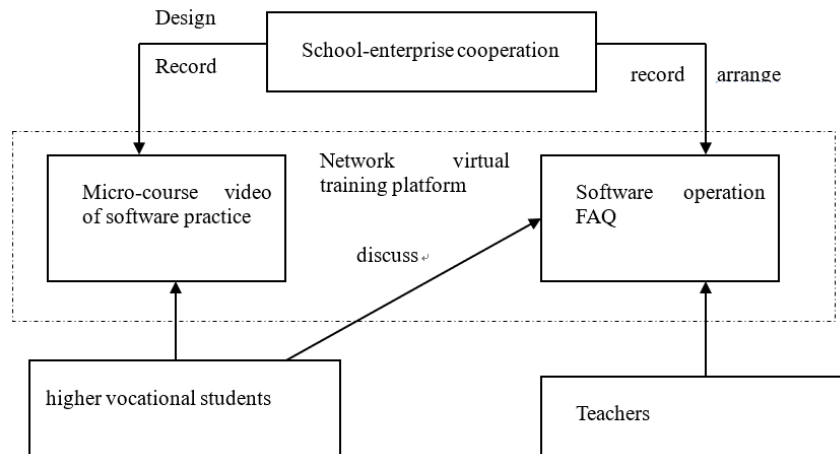 Design
School-enterprise cooperation
Record
record arrange
Network virtual
training platform
Micro-course video
of software practice
Software operation
FAQ
discuss↵
higher vocational students
Teachers